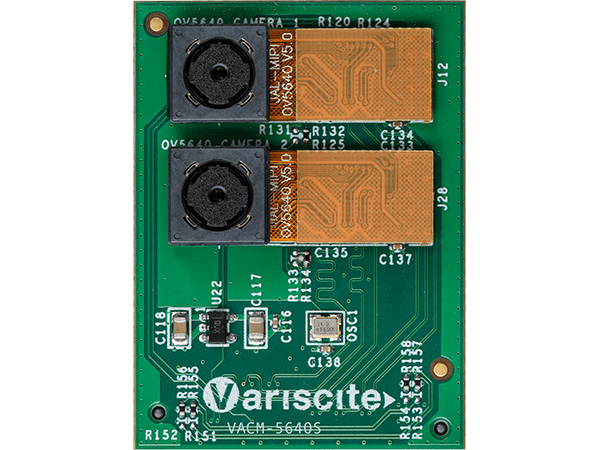 OV5640 CAMERA 1
R120 R124
JAL-MIPI
OV5640 V5.0
J12
R131 R132
C134
OV5640-CAMERA 2
R125
C133
JAL-MIPI
OV5640 V5.0
J28
C135
C137
R133
R134
U22
C117
C118
C116
OSC1
C138
R156
R155
R158
R157
Variscite
R154
R153
R152
R151
VACM-5640S